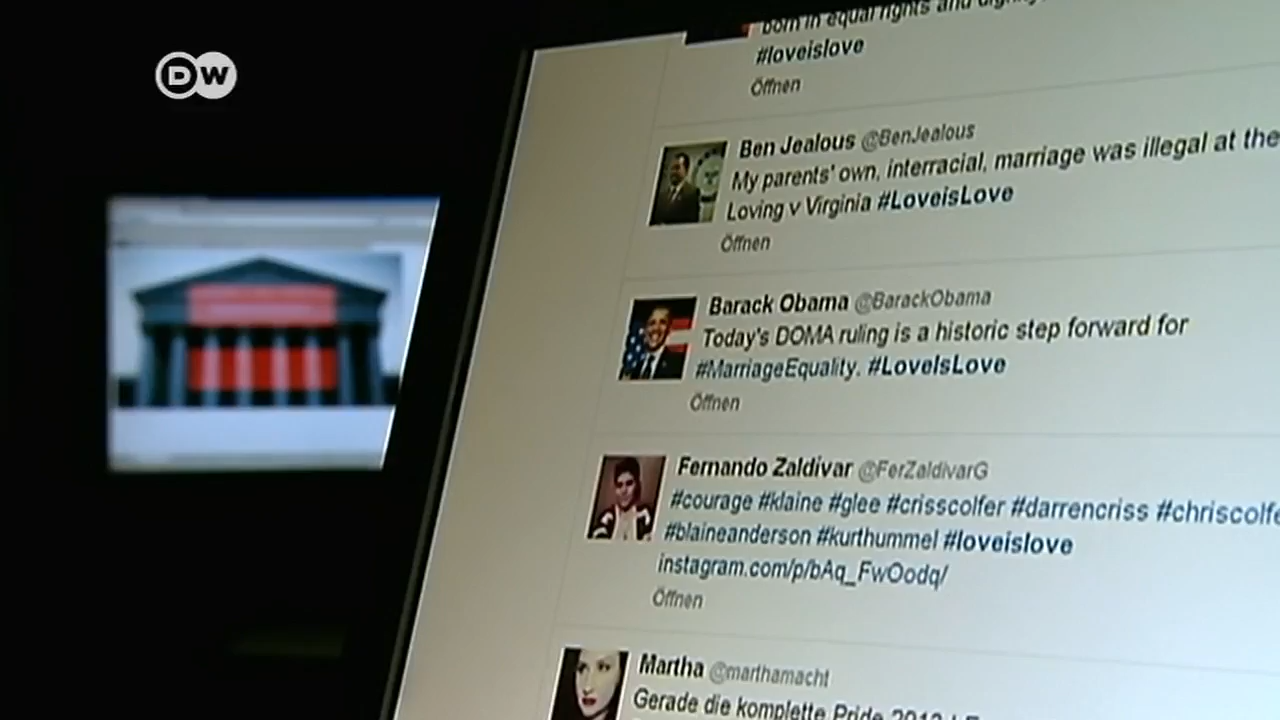 DW
born in equal rights and
#loveislove
Öffnen
Ben Jealous @BenJealous
My parents' own, interracial, marriage was illegal at the
Loving v Virginia #LoveisLove
Öffnen
Barack Obama @BarackObama
Today's DOMA ruling is a historic step forward for
#MarriageEquality. #LoveIsLove
Öffnen
Fernando Zaldivar @FerZaldivarG
#courage #klaine #glee #crisscolfer #darrencriss #chriscolfe
#blaineanderson #kurthummel #loveislove
instagram.com/p/bAq_FwOodq/
Öffnen
Martha @marthamacht
Gerade die komplette Pride